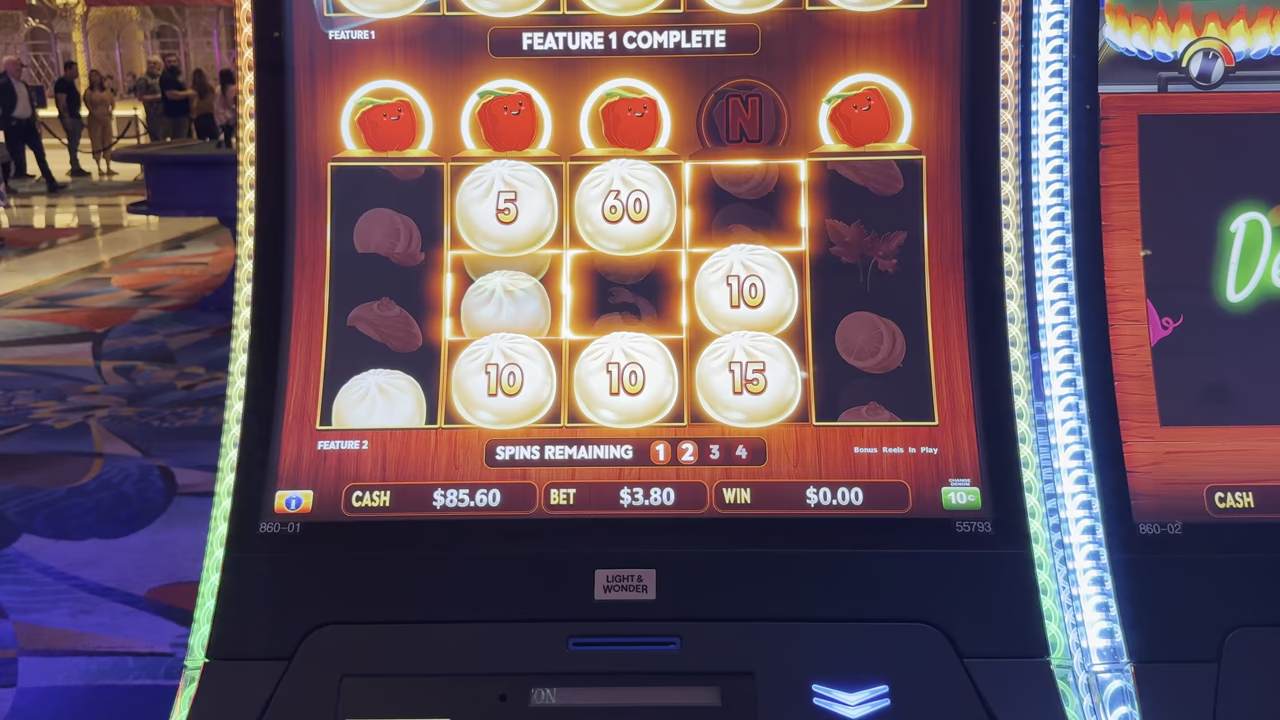 FEATURE 1
FEATURE 1 COMPLETE
N
5
60
10
10
10
15
FEATURE 2
SPINS REMAINING 1 2 3 4
Bonus Reels In Play
CASH $85.60
BET $3.80
WIN $0.00
CHANGE DENOM
10¢
CASH
860-01
55793
860-02
LIGHT &
WONDER